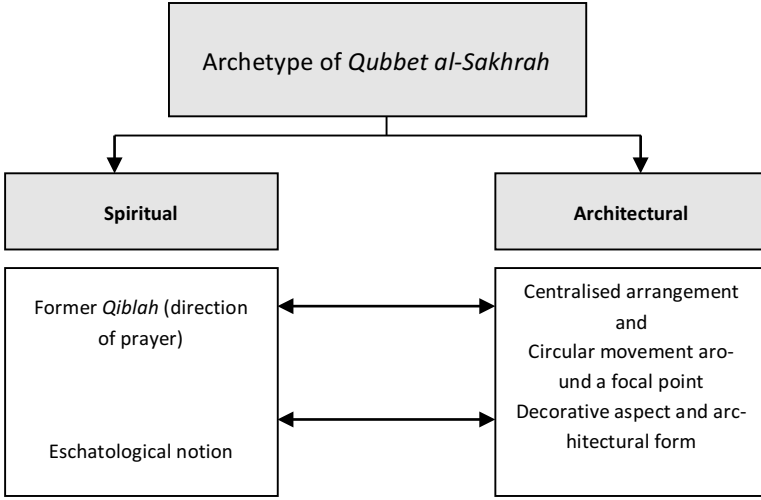 Archetype of Qubbet al-Sakhrah
Spiritual
Architectural
Former Qiblah (direction
of prayer)
Eschatological notion
Centralised arrangement
and
Circular movement aro-
und a focal point
Decorative aspect and arc-
hitectural form